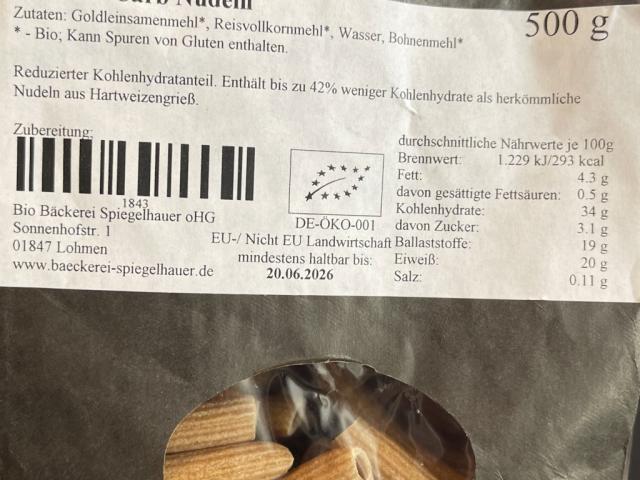 Nudeln
500 g
Zutaten: Goldleinsamenmehl*, Reisvollkornmehl*, Wasser, Bohnenmehl*
* - Bio; Kann Spuren von Gluten enthalten.
Reduzierter Kohlenhydratanteil. Enthält bis zu 42% weniger Kohlenhydrate als herkömmliche
Nudeln aus Hartweizengrieß.
Zubereitung:
1843
Bio Bäckerei Spiegelhauer oHG
Sonnenhofstr. 1
01847 Lohmen
www.baeckerei-spiegelhauer.de
DE-ÖKO-001
EU-/ Nicht EU Landwirtschaft
mindestens haltbar bis:
20.06.2026
durchschnittliche Nährwerte je 100g
Brennwert: 1.229 kJ/293 kcal
Fett: 4.3 g
davon gesättigte Fettsäuren: 0.5 g
Kohlenhydrate: 34 g
davon Zucker: 3.1 g
Ballaststoffe: 19 g
Eiweiß: 20 g
Salz: 0.11 g